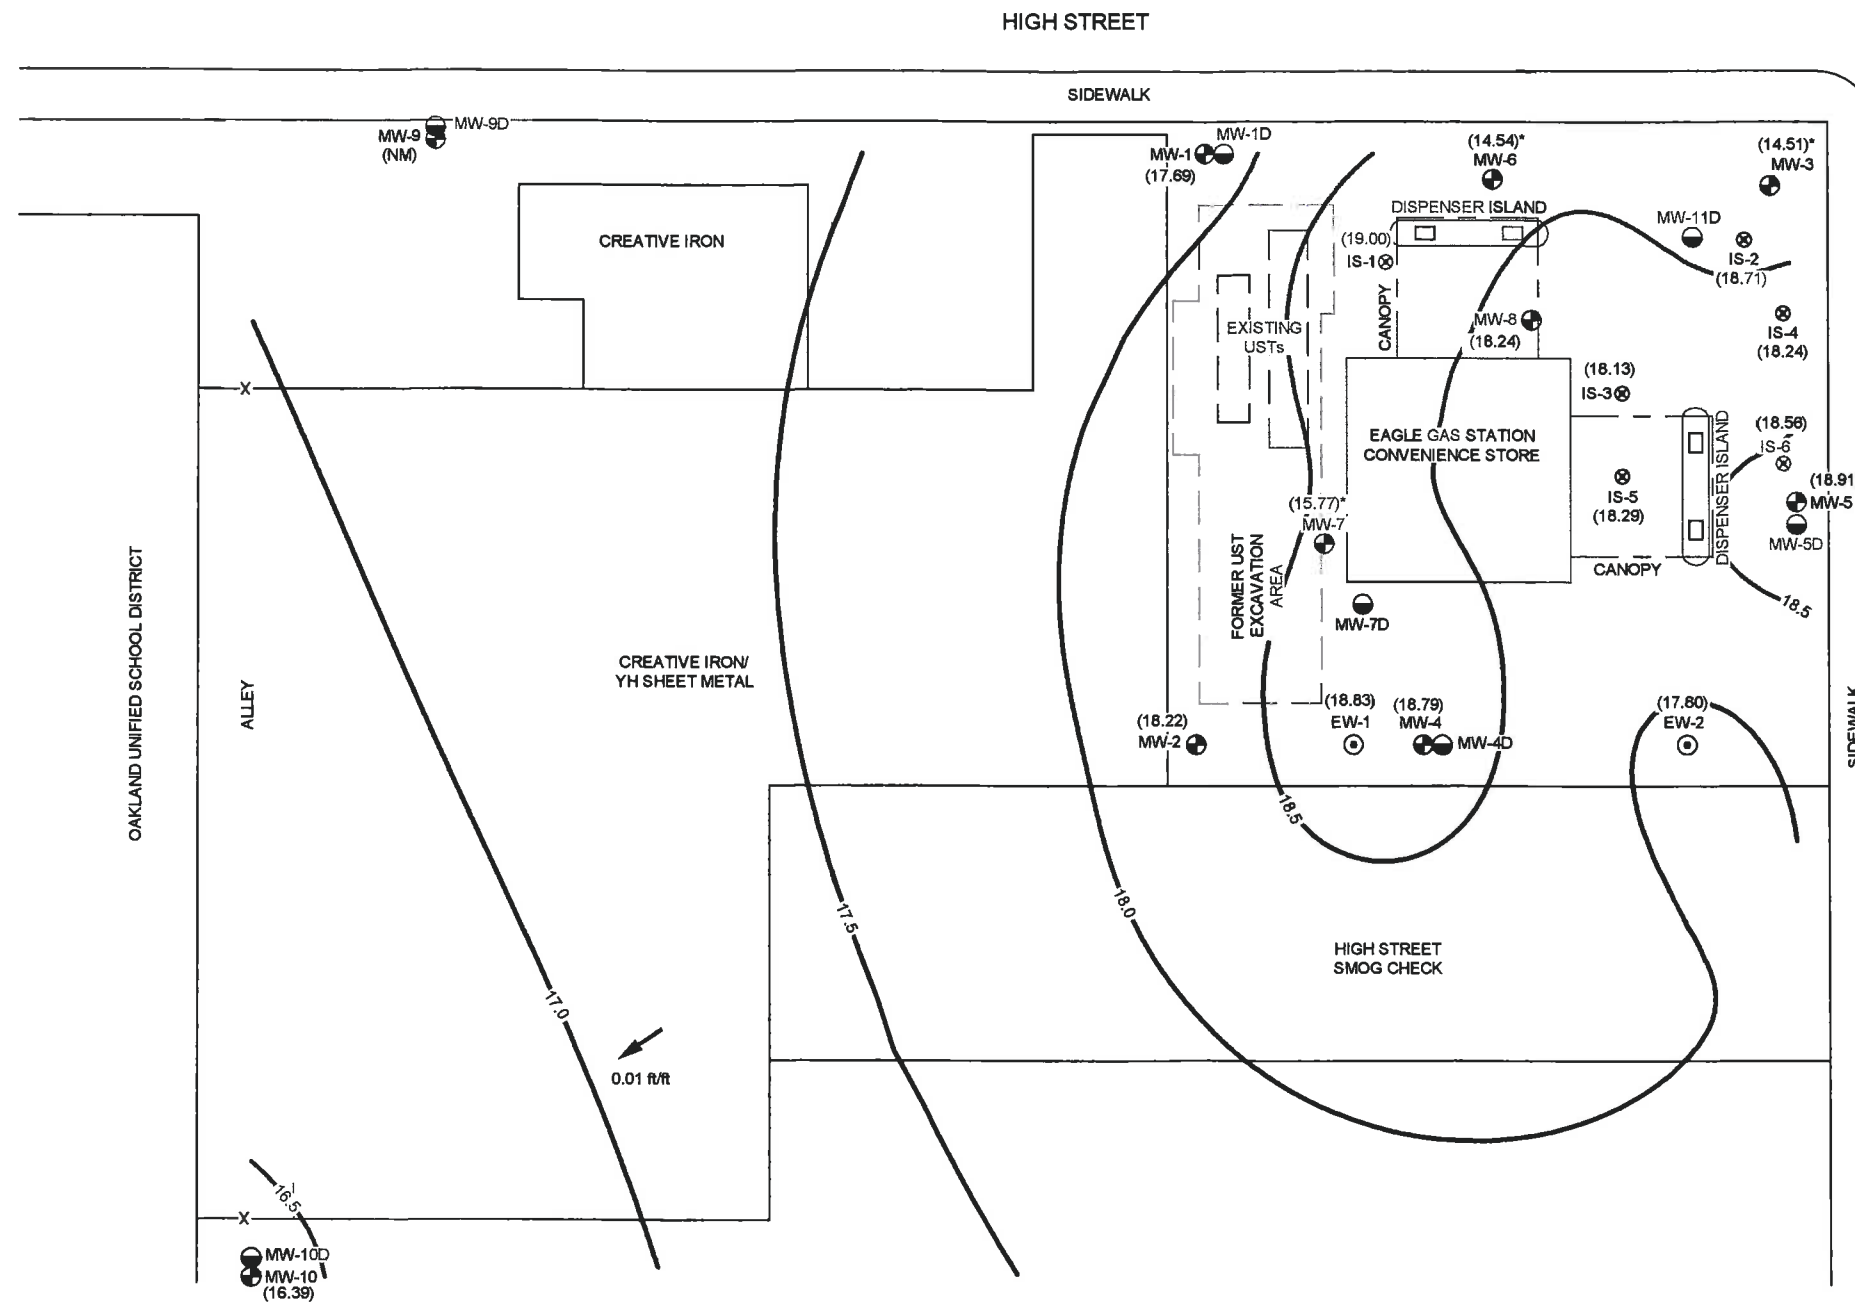 HIGH STREET
SIDEWALK
MW-9D
MW-9
(NM)
MW-1D
MW-1
(17.69)
(14.54)*
MW-6
(14.51)*
MW-3
CREATIVE IRON
DISPENSER ISLAND
MW-11D
(19.00)
IS-1
IS-2
(18.71)
CANOPY
EXISTING
USTs
MW-8
(18.24)
IS-4
(18.24)
(18.13)
IS-3
EAGLE GAS STATION
CONVENIENCE STORE
DISPENSER ISLAND
(18.56)
IS-6
(18.91
MW-5
MW-5D
IS-5
(18.29)
CANOPY
18.5
(15.77)*
MW-7
FORMER UST
EXCAVATION
AREA
MW-7D
OAKLAND UNIFIED SCHOOL DISTRICT
ALLEY
CREATIVE IRON/
YH SHEET METAL
(18.22)
MW-2
(18.83)
EW-1
(18.79)
MW-4
MW-4D
(17.80)
EW-2
SIDEWALK
18.5
18.0
17.5
HIGH STREET
SMOG CHECK
17.0
0.01 ft/ft
16.5
X
X
MW-10D
MW-10
(16.39)